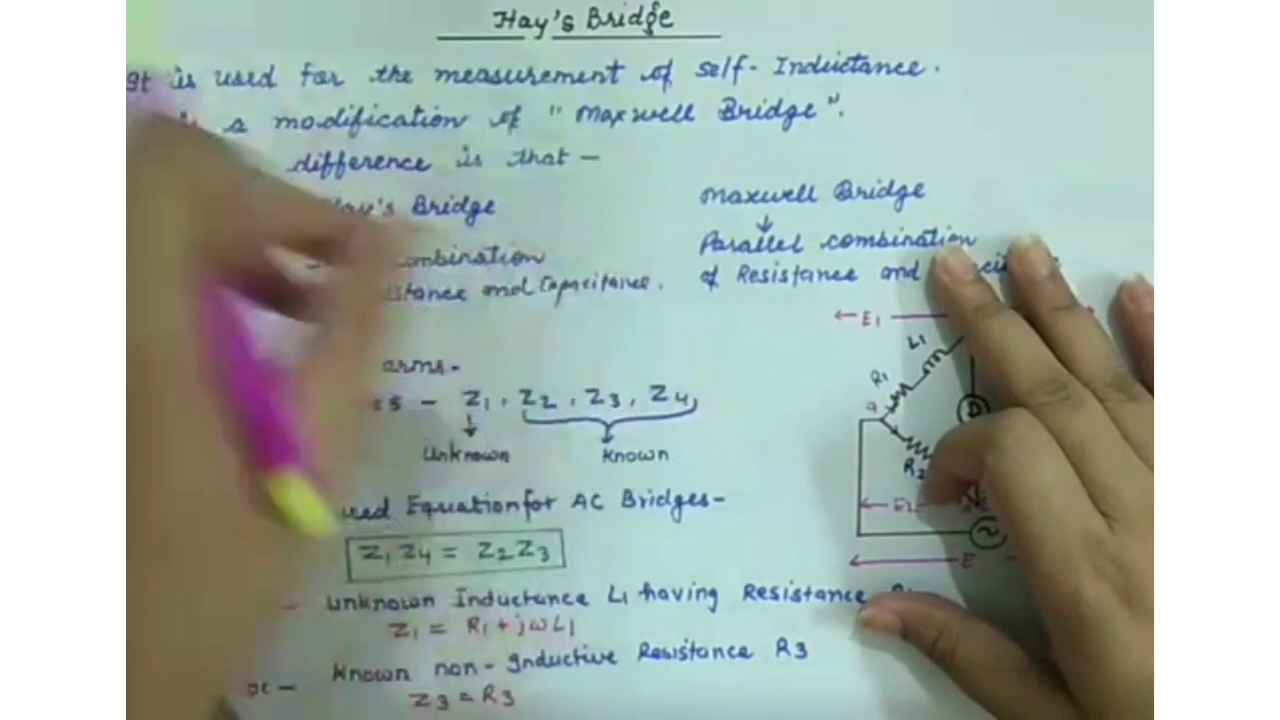 Hay's Bridge
It is used for the measurement of self-Inductance.
is a modification of "Maxwell Bridge".
difference is that –
Hay's Bridge
Maxwell Bridge
combination
Parallel combination
and Capacitance.
of Resistance and
← E1
L1
R1
arms-
– Z1, Z2, Z3, Z4,
a
D
Unknown
Known
R2
Equation for AC Bridges-
← E2
Z1Z4 = Z2Z3
~
← E
– Unknown Inductance L1 having Resistance
Z1 = R1+jωL1
– Known non-Inductive Resistance R3
Z3 = R3